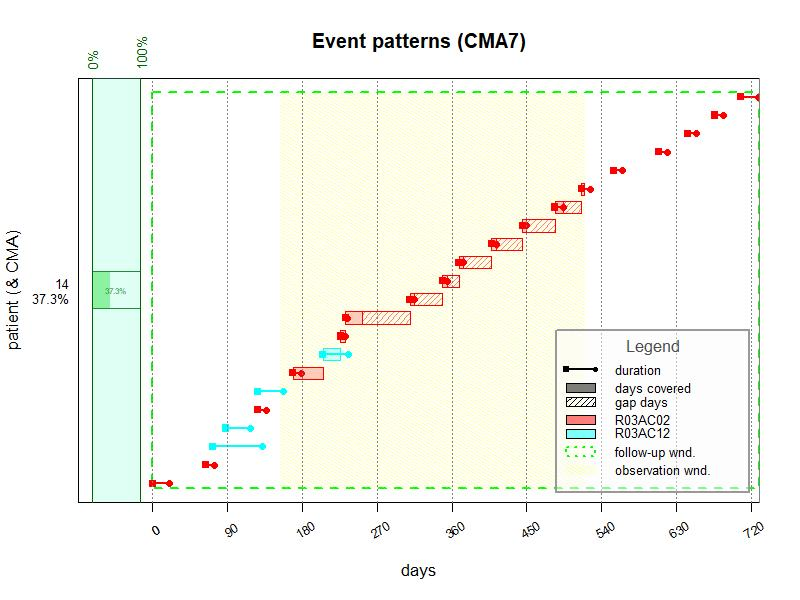 Event patterns (CMA7)
0%
100%
patient (& CMA)
14
37.3%
37.3%
Legend
duration
days covered
gap days
R03AC02
R03AC12
follow-up wnd.
observation wnd.
0
90
180
270
360
450
540
630
720
days